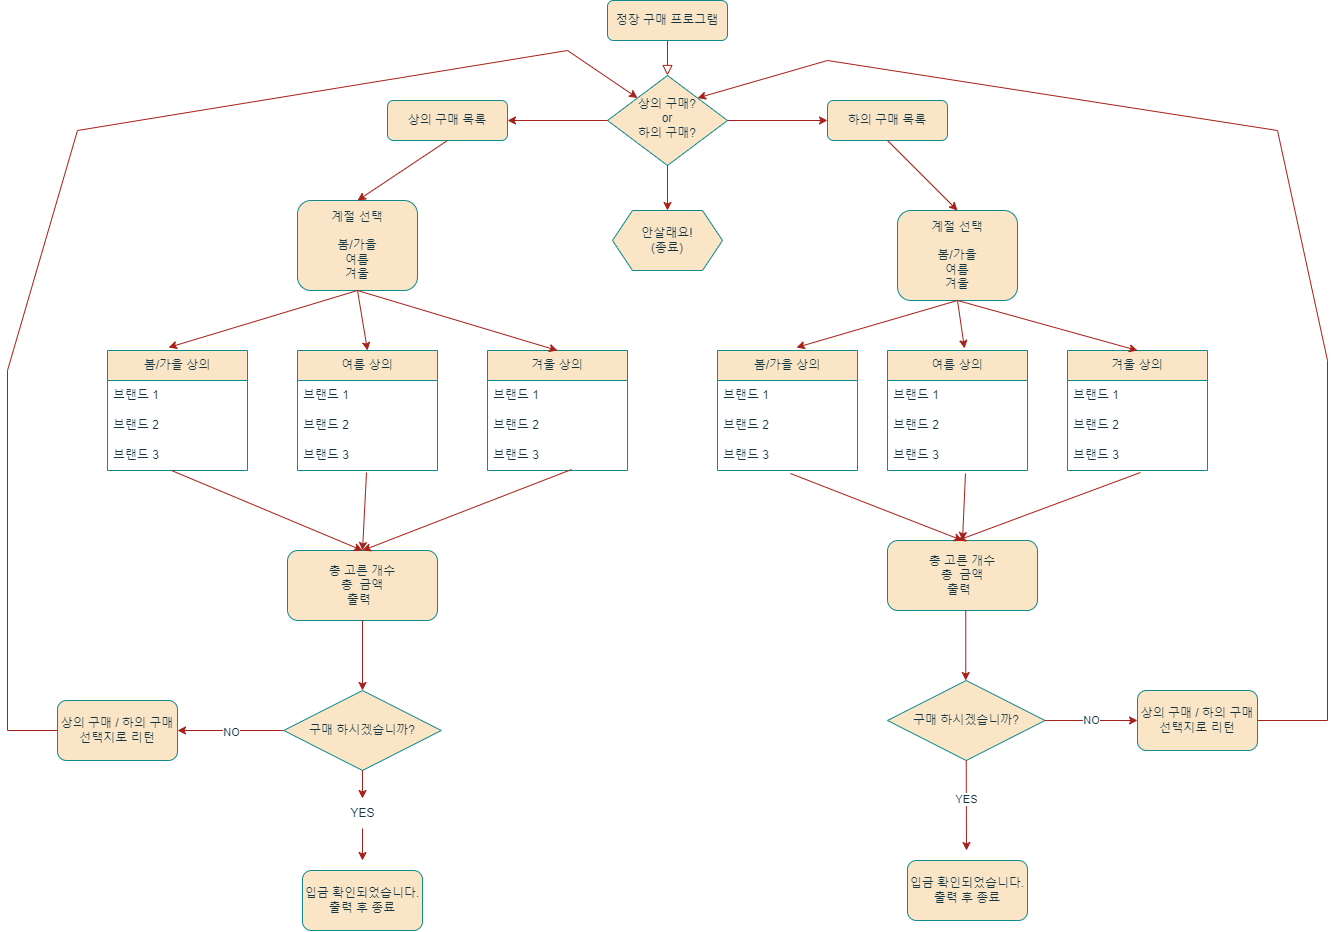 정장 구매 프로그램
상의 구매?
or
하의 구매?
상의 구매 목록
하의 구매 목록
안살래요!
(종료)
계절 선택
봄/가을
여름
겨울
계절 선택
봄/가을
여름
겨울
봄/가을 상의
브랜드 1
브랜드 2
브랜드 3
여름 상의
브랜드 1
브랜드 2
브랜드 3
겨울 상의
브랜드 1
브랜드 2
브랜드 3
봄/가을 상의
브랜드 1
브랜드 2
브랜드 3
여름 상의
브랜드 1
브랜드 2
브랜드 3
겨울 상의
브랜드 1
브랜드 2
브랜드 3
총 고른 개수
총 금액
출력
총 고른 개수
총 금액
출력
상의 구매 / 하의 구매
선택지로 리턴
NO
구매 하시겠습니까?
구매 하시겠습니까?
NO
상의 구매 / 하의 구매
선택지로 리턴
YES
YES
입금 확인되었습니다.
출력 후 종료
입금 확인되었습니다.
출력 후 종료